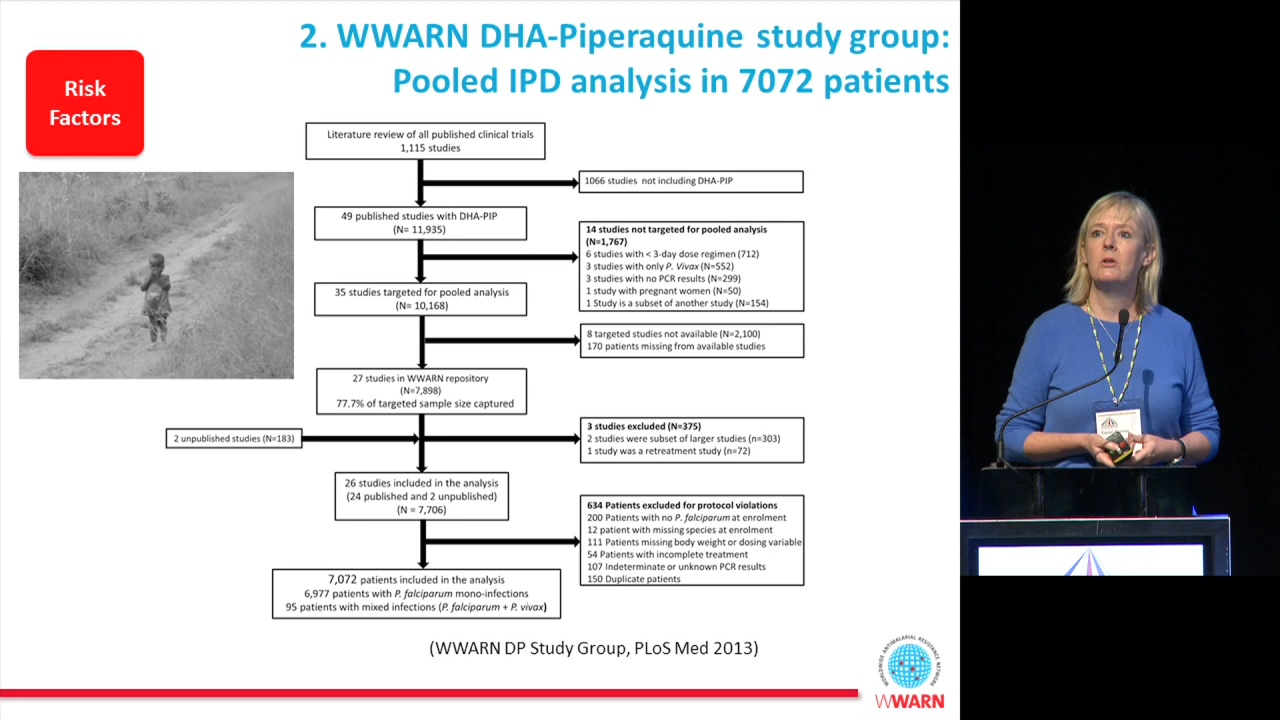 2. WWARN DHA-Piperaquine study group:
Pooled IPD analysis in 7072 patients
Risk
Factors
Literature review of all published clinical trials
1,115 studies
1066 studies not including DHA-PIP
49 published studies with DHA-PIP
(N= 11,935)
14 studies not targeted for pooled analysis
(N=1,767)
6 studies with < 3-day dose regimen (712)
3 studies with only P. Vivax (N=552)
3 studies with no PCR results (N=299)
1 study with pregnant women (N=50)
1 Study is a subset of another study (N=154)
35 studies targeted for pooled analysis
(N= 10,168)
8 targeted studies not available (N=2,100)
170 patients missing from available studies
27 studies in WWARN repository
(N=7,898)
77.7% of targeted sample size captured
2 unpublished studies (N=183)
3 studies excluded (N=375)
2 studies were subset of larger studies (n=303)
1 study was a retreatment study (n=72)
26 studies included in the analysis
(24 published and 2 unpublished)
(N = 7,706)
634 Patients excluded for protocol violations
200 Patients with no P. falciparum at enrolment
12 patient with missing species at enrolment
111 Patients missing body weight or dosing variable
54 Patients with incomplete treatment
107 Indeterminate or unknown PCR results
150 Duplicate patients
7,072 patients included in the analysis
6,977 patients with P. falciparum mono-infections
95 patients with mixed infections (P. falciparum + P. vivax)
(WWARN DP Study Group, PLoS Med 2013)
WORLDWIDE ANTIMALARIAL RESISTANCE NETWORK
WWARN